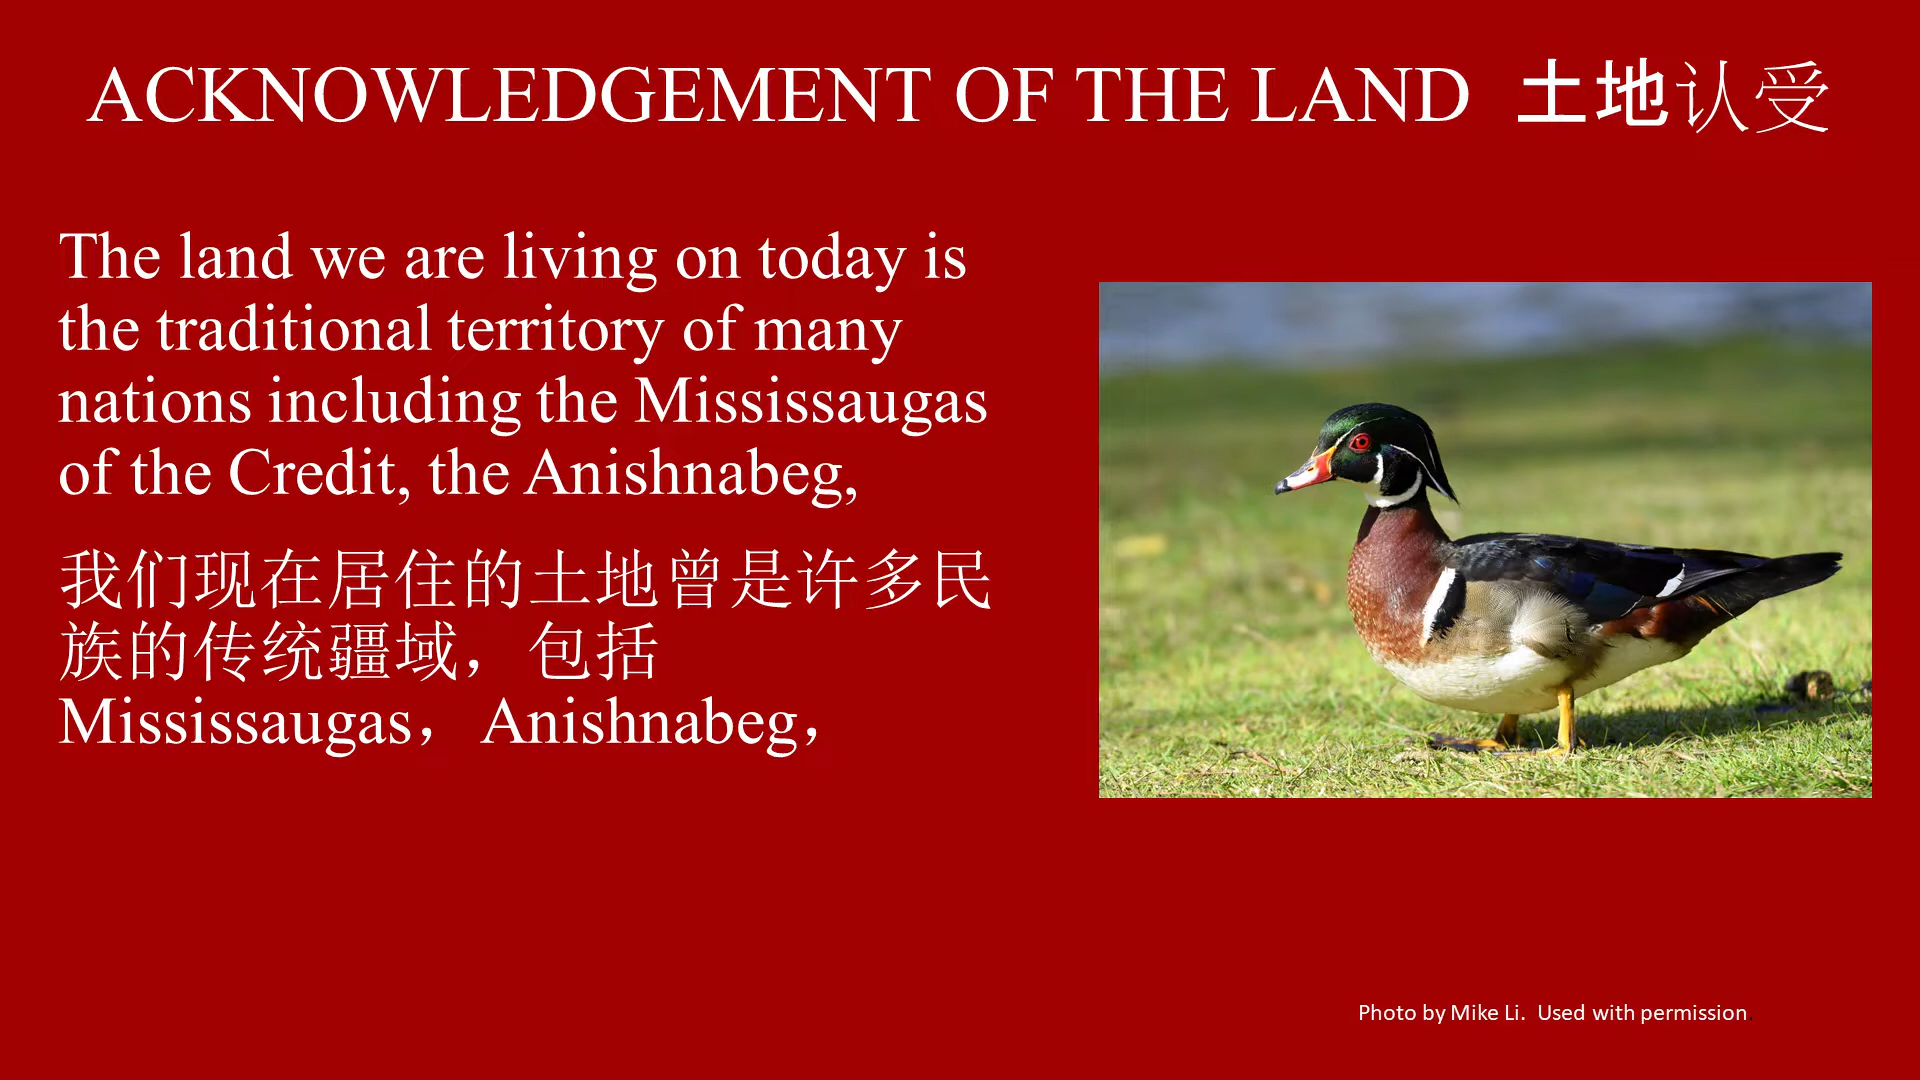 ACKNOWLEDGEMENT OF THE LAND 土地认受
The land we are living on today is
the traditional territory of many
nations including the Mississaugas
of the Credit, the Anishnabeg,
我们现在居住的土地曾是许多民
族的传统疆域，包括
Mississaugas，Anishnabeg，
Photo by Mike Li. Used with permission.